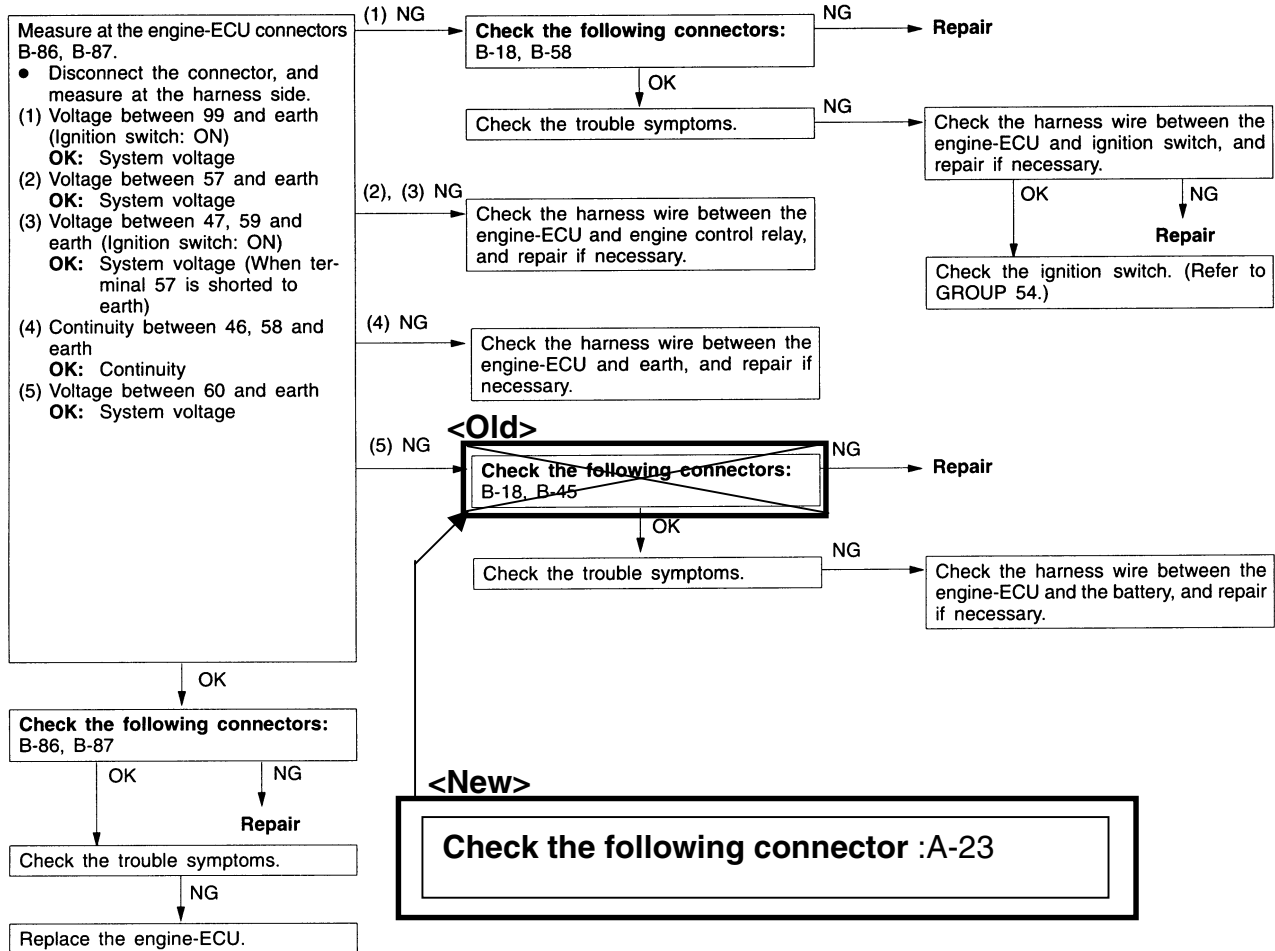 Measure at the engine-ECU connectors
B-86, B-87.
● Disconnect the connector, and
measure at the harness side.
(1) Voltage between 99 and earth
(Ignition switch: ON)
OK: System voltage
(2) Voltage between 57 and earth
OK: System voltage
(3) Voltage between 47, 59 and
earth (Ignition switch: ON)
OK: System voltage (When ter-
minal 57 is shorted to
earth)
(4) Continuity between 46, 58 and
earth
OK: Continuity
(5) Voltage between 60 and earth
OK: System voltage
(1) NG
Check the following connectors:
B-18, B-58
NG
Repair
OK
Check the trouble symptoms.
NG
Check the harness wire between the
engine-ECU and ignition switch, and
repair if necessary.
OK
NG
Repair
Check the ignition switch. (Refer to
GROUP 54.)
(2), (3) NG
Check the harness wire between the
engine-ECU and engine control relay,
and repair if necessary.
(4) NG
Check the harness wire between the
engine-ECU and earth, and repair if
necessary.
<Old>
(5) NG
Check the following connectors:
B-18, B-45
NG
Repair
OK
Check the trouble symptoms.
NG
Check the harness wire between the
engine-ECU and the battery, and repair
if necessary.
OK
Check the following connectors:
B-86, B-87
OK
NG
Repair
Check the trouble symptoms.
NG
Replace the engine-ECU.
<New>
Check the following connector :A-23